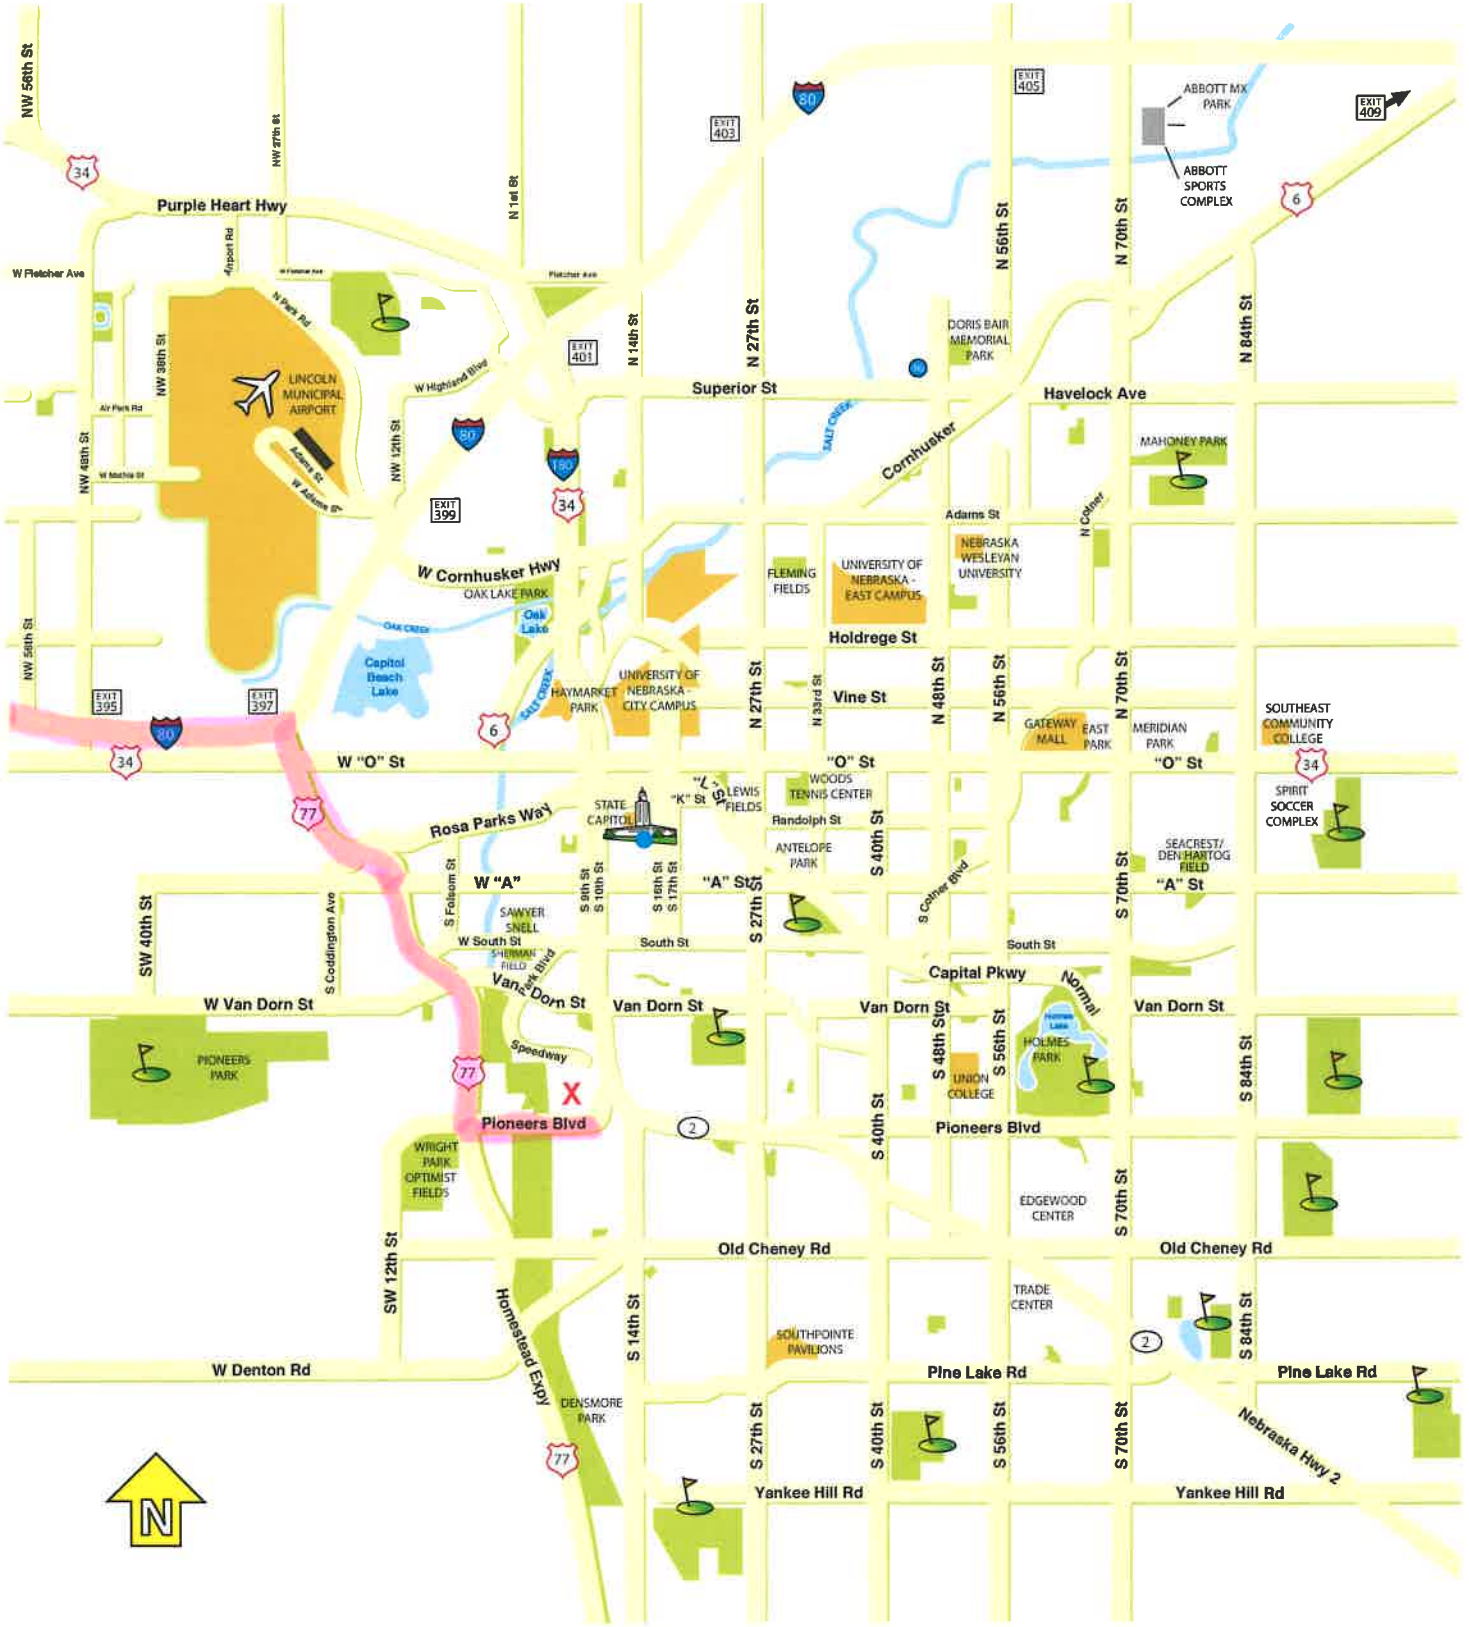 NW 56th St
NW 27th St
N 1st St
EXIT
405
80
EXIT
403
ABBOTT MX
PARK
EXIT
409
34
ABBOTT
SPORTS
COMPLEX
6
Purple Heart Hwy
Airport Rd
N 56th St
N 70th St
W Fletcher Ave
W Fletcher Ave
Fletcher Ave
N Park Rd
NW 38th St
N 14th St
N 27th St
N 84th St
DORIS BAIR
MEMORIAL
PARK
EXIT
401
W Highland Blvd
LINCOLN
MUNICIPAL
AIRPORT
Superior St
Havelock Ave
Air Park Rd
SALT CREEK
80
NW 12th St
NW 48th St
Cornhusker
MAHONEY PARK
180
Adams St
W Adams St
34
EXIT
399
N Cotner
Adams St
W Cornhusker Hwy
NEBRASKA
WESLEYAN
UNIVERSITY
FLEMING
FIELDS
UNIVERSITY OF
NEBRASKA -
EAST CAMPUS
OAK LAKE PARK
Oak
Lake
OAK CREEK
Holdrege St
NW 56th St
Capitol
Beach
Lake
SALT CREEK
HAYMARKET
PARK
UNIVERSITY OF
NEBRASKA -
CITY CAMPUS
N 27th St
N 33rd St
Vine St
N 48th St
N 56th St
N 70th St
EXIT
395
EXIT
397
80
6
GATEWAY
MALL
EAST
PARK
MERIDIAN
PARK
SOUTHEAST
COMMUNITY
COLLEGE
34
W "O" St
"O" St
"O" St
34
77
"L" St
"K" St
LEWIS
FIELDS
WOODS
TENNIS CENTER
SPIRIT
SOCCER
COMPLEX
STATE
CAPITOL
Rosa Parks Way
Randolph St
S 40th St
ANTELOPE
PARK
SEACREST/
DEN HARTOG
FIELD
S Folsom St
W "A"
S 9th St
S 10th St
S 16th St
S 17th St
"A" St
S 27th St
S Cotner Blvd
S 70th St
"A" St
SW 40th St
S Coddington Ave
SAWYER
SNELL
W South St
South St
South St
SHERMAN
FIELD
Park Blvd
Capital Pkwy
Normal
W Van Dorn St
Van Dorn St
Van Dorn St
Van Dorn St
Van Dorn St
Holmes
Lake
HOLMES
PARK
S 48th St
S 56th St
Speedway
PIONEERS
PARK
77
X
UNION
COLLEGE
S 84th St
Pioneers Blvd
2
S 40th St
Pioneers Blvd
WRIGHT
PARK
OPTIMIST
FIELDS
EDGEWOOD
CENTER
S 70th St
SW 12th St
Old Cheney Rd
Old Cheney Rd
Homestead Expy
S 14th St
TRADE
CENTER
SOUTHPOINTE
PAVILIONS
2
S 84th St
W Denton Rd
Pine Lake Rd
Pine Lake Rd
DENSMORE
PARK
S 27th St
S 40th St
S 56th St
S 70th St
Nebraska Hwy 2
77
Yankee Hill Rd
Yankee Hill Rd
N